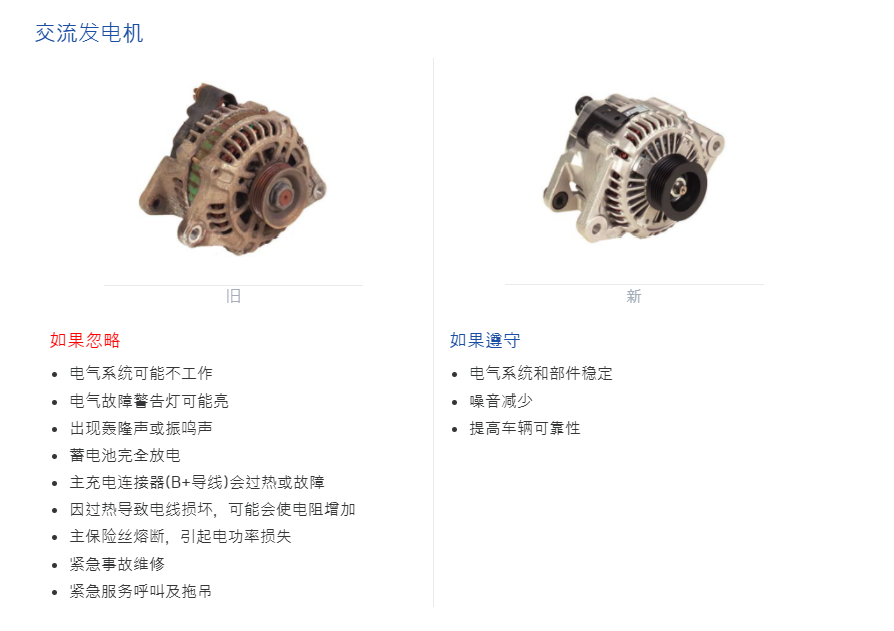 交流发电机
旧
新
如果忽略
电气系统可能不工作
电气故障警告灯可能亮
出现轰隆声或振鸣声
蓄电池完全放电
主充电连接器(B+导线)会过热或故障
因过热导致电线损坏，可能会使电阻增加
主保险丝熔断，引起电功率损失
紧急事故维修
紧急服务呼叫及拖吊
如果遵守
电气系统和部件稳定
噪音减少
提高车辆可靠性